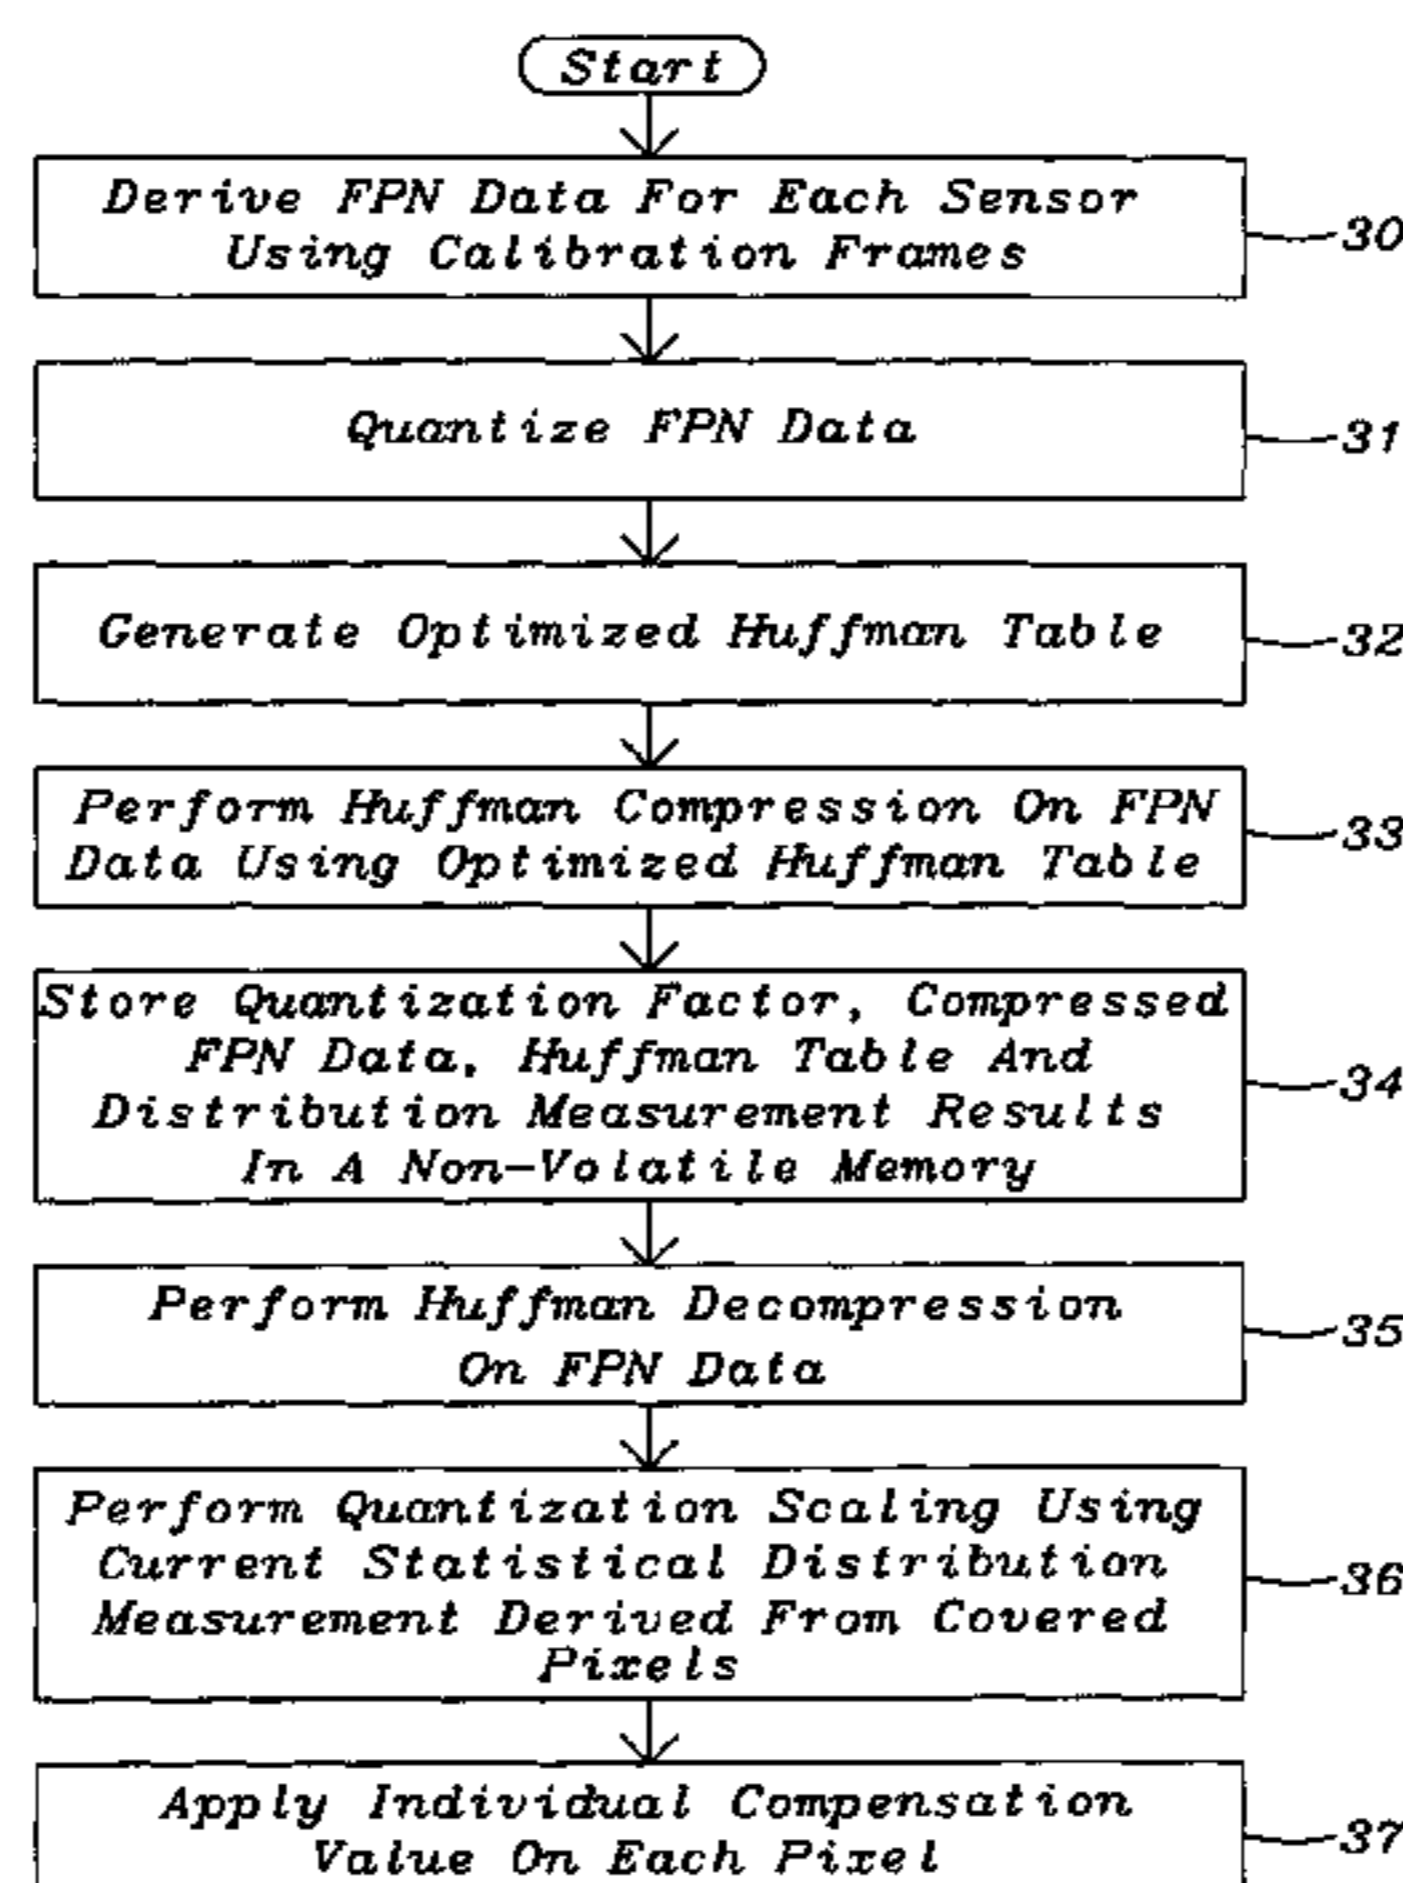 Start
Derive FPN Data For Each Sensor
Using Calibration Frames
30
Quantize FPN Data
31
Generate Optimized Huffman Table
32
Perform Huffman Compression On FPN
Data Using Optimized Huffman Table
33
Store Quantization Factor, Compressed
FPN Data, Huffman Table And
Distribution Measurement Results
In A Non-Volatile Memory
34
Perform Huffman Decompression
On FPN Data
35
Perform Quantization Scaling Using
Current Statistical Distribution
Measurement Derived From Covered
Pixels
36
Apply Individual Compensation
Value On Each Pixel
37